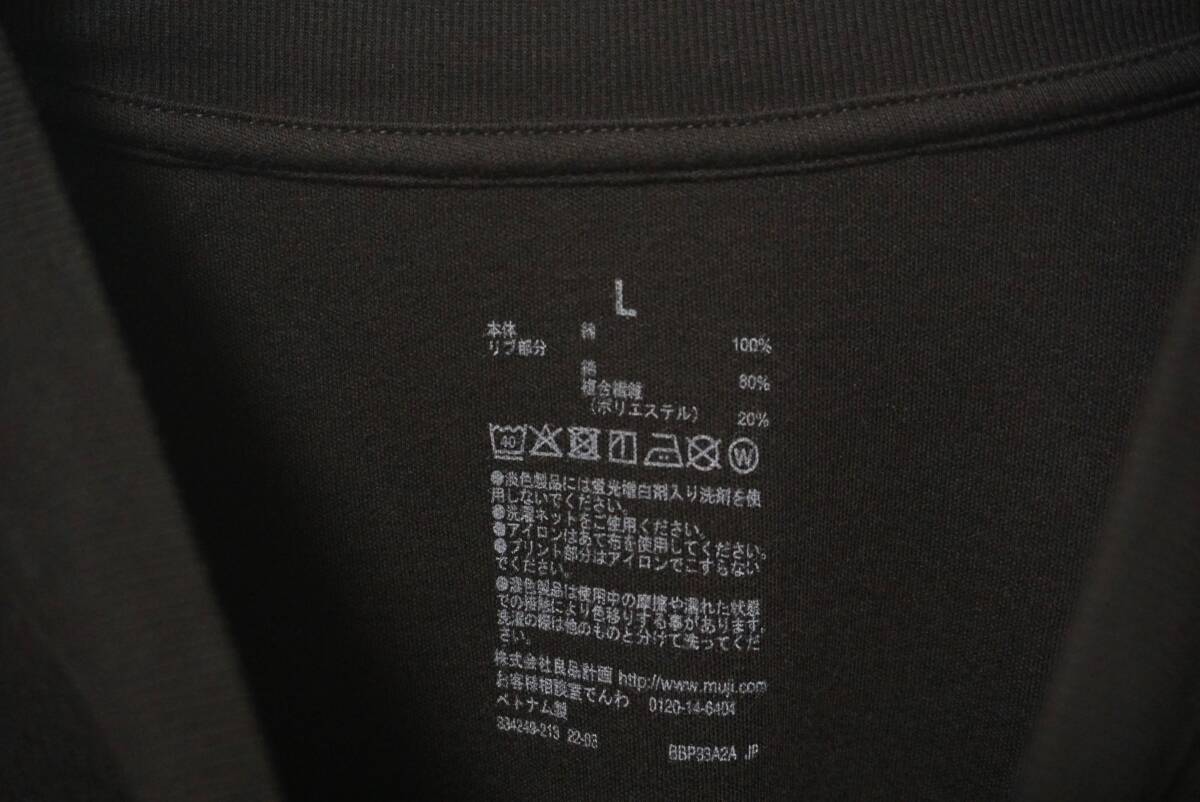 L
本体 綿 100%
リブ部分
綿 80%
複合繊維
(ポリエステル) 20%
40
W
●淡色製品には蛍光増白剤入り洗剤を使
用しないでください。
●洗濯ネットをご使用ください。
●アイロンはあて布を使用してください。
●プリント部分はアイロンでこすらない
でください。
●濃色製品は使用中の摩擦や濡れた状態
での摩擦により色移りする事があります。
洗濯の際は他のものと分けて洗ってくだ
さい。
株式会社良品計画 http://www.muji.com
お客様相談室でんわ 0120-14-6404
ベトナム製
334249-213 22-03 BBP33A2A JP